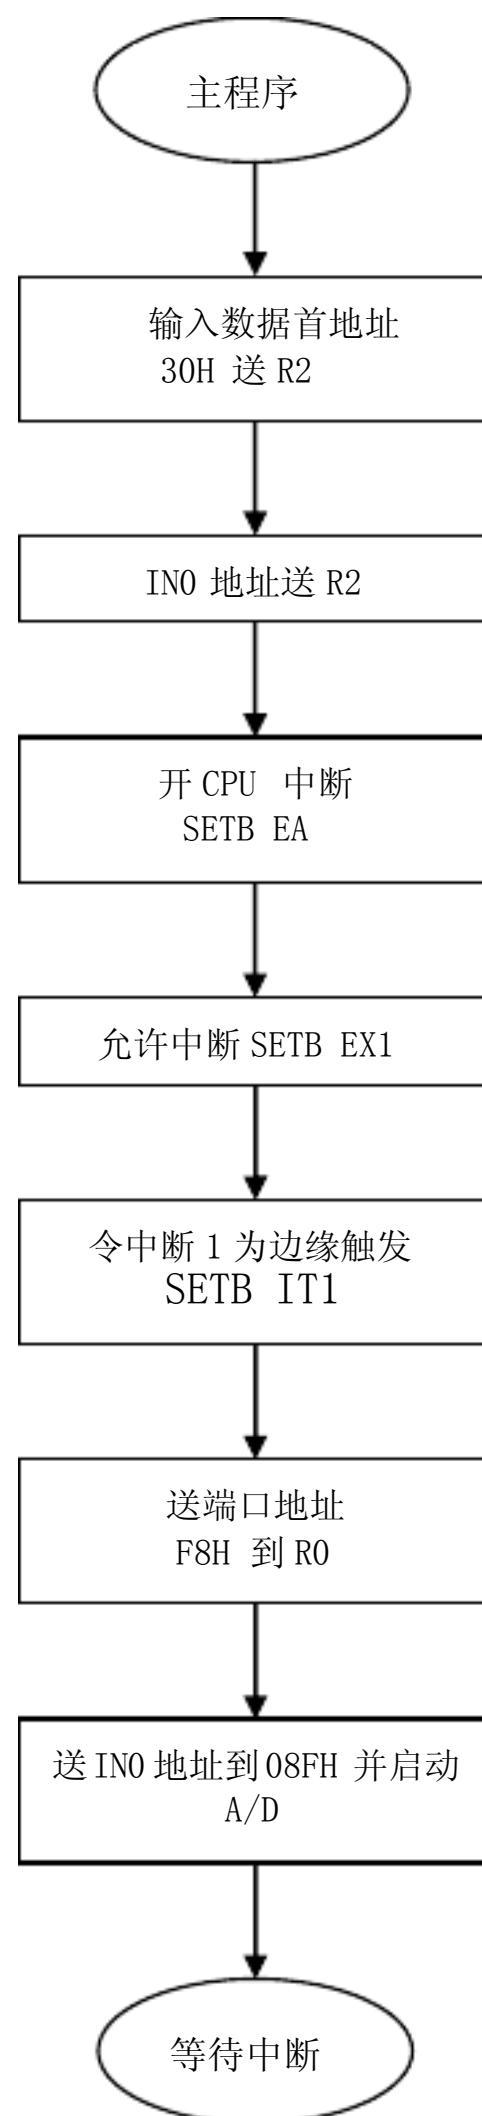 主程序
输入数据首地址
30H 送 R2
IN0 地址送 R2
开 CPU 中断
SETB EA
允许中断 SETB EX1
令中断 1 为边缘触发
SETB IT1
送端口地址
F8H 到 R0
送 IN0 地址到 08FH 并启动
A/D
等待中断